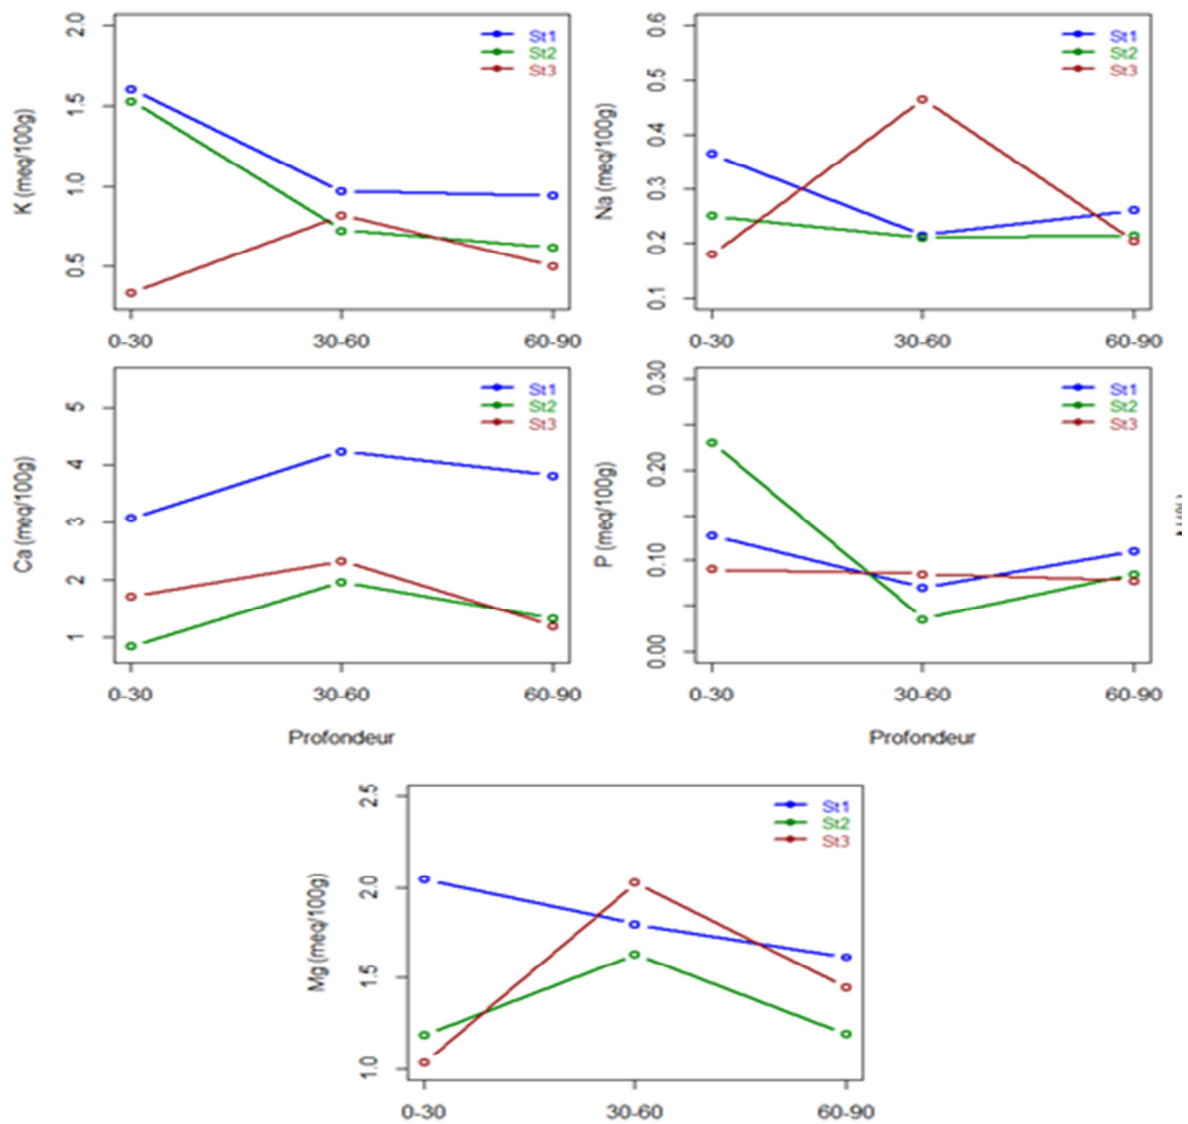 K (meq/100g)
2.0
1.5
1.0
0.5
St1
St2
St3
0-30
30-60
60-90
Na (meq/100g)
0.6
0.5
0.4
0.3
0.2
0.1
St1
St2
St3
0-30
30-60
60-90
Ca (meq/100g)
5
4
3
2
1
St1
St2
St3
0-30
30-60
60-90
Profondeur
P (meq/100g)
0.30
0.20
0.10
0.00
St1
St2
St3
0-30
30-60
60-90
Profondeur
Mg (meq/100g)
2.5
2.0
1.5
1.0
St1
St2
St3
0-30
30-60
60-90